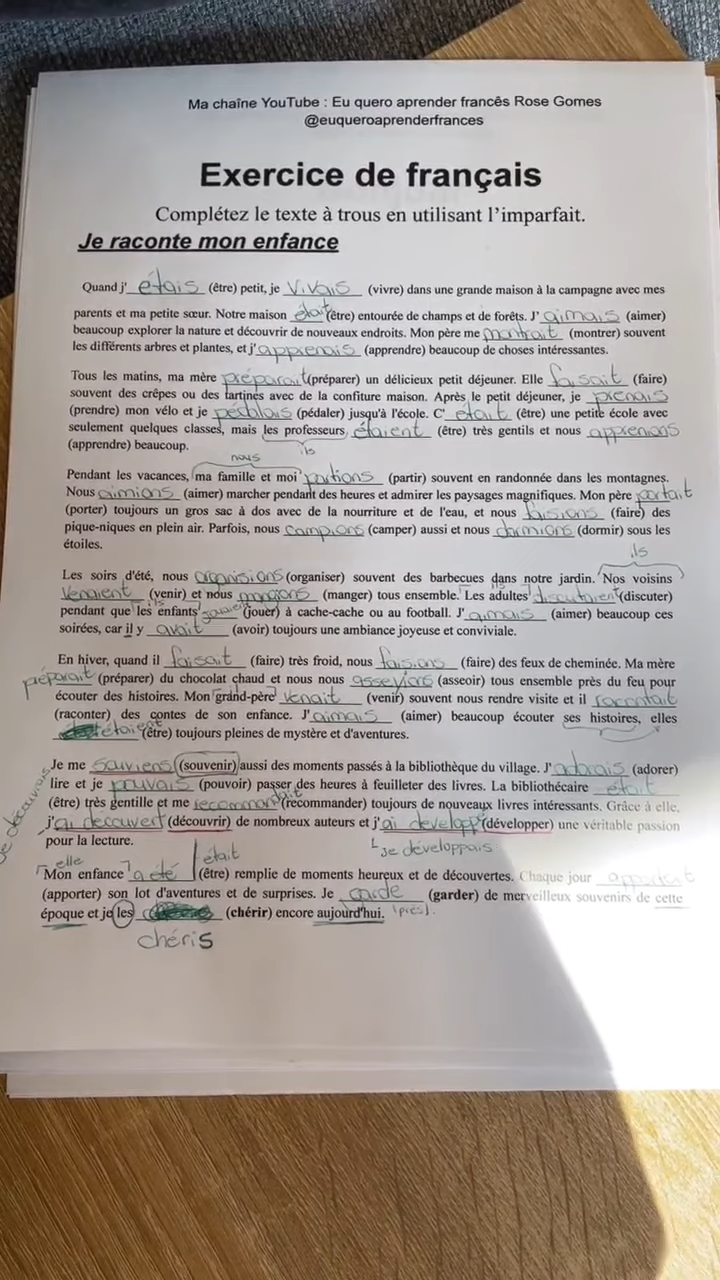 Ma chaîne YouTube : Eu quero aprender francês Rose Gomes
@euqueroaprenderfrances
Exercice de français
Complétez le texte à trous en utilisant l'imparfait.
Je raconte mon enfance
Quand j' étais (être) petit, je vivais (vivre) dans une grande maison à la campagne avec mes
parents et ma petite sœur. Notre maison était (être) entourée de champs et de forêts. J' aimais (aimer)
beaucoup explorer la nature et découvrir de nouveaux endroits. Mon père me montrait (montrer) souvent
les différents arbres et plantes, et j' apprenais (apprendre) beaucoup de choses intéressantes.
Tous les matins, ma mère préparait (préparer) un délicieux petit déjeuner. Elle faisait (faire)
souvent des crêpes ou des tartines avec de la confiture maison. Après le petit déjeuner, je prenais
(prendre) mon vélo et je pédalais (pédaler) jusqu'à l'école. C' était (être) une petite école avec
seulement quelques classes, mais les professeurs étaient (être) très gentils et nous apprenions
(apprendre) beaucoup.
ils
nous
Pendant les vacances, ma famille et moi partions (partir) souvent en randonnée dans les montagnes.
Nous aimions (aimer) marcher pendant des heures et admirer les paysages magnifiques. Mon père portait
(porter) toujours un gros sac à dos avec de la nourriture et de l'eau, et nous faisions (faire) des
pique-niques en plein air. Parfois, nous campions (camper) aussi et nous dormions (dormir) sous les
étoiles.
ils
Les soirs d'été, nous organisions (organiser) souvent des barbecues dans notre jardin. Nos voisins
venaient (venir) et nous mangions (manger) tous ensemble. Les adultes discutaient (discuter)
pendant que les enfants jouaient (jouer) à cache-cache ou au football. J' aimais (aimer) beaucoup ces
soirées, car il y avait (avoir) toujours une ambiance joyeuse et conviviale.
En hiver, quand il faisait (faire) très froid, nous faisions (faire) des feux de cheminée. Ma mère
préparait (préparer) du chocolat chaud et nous nous asseyions (asseoir) tous ensemble près du feu pour
écouter des histoires. Mon grand-père venait (venir) souvent nous rendre visite et il racontait
(raconter) des contes de son enfance. J' aimais (aimer) beaucoup écouter ses histoires, elles
étaient (être) toujours pleines de mystère et d'aventures.
Je me souviens (souvenir) aussi des moments passés à la bibliothèque du village. J' adorais (adorer)
lire et je pouvais (pouvoir) passer des heures à feuilleter des livres. La bibliothécaire était
(être) très gentille et me recommandait (recommander) toujours de nouveaux livres intéressants. Grâce à elle,
j' ai découvert (découvrir) de nombreux auteurs et j' ai développé (développer) une véritable passion
pour la lecture.
je découvrais
je développais
elle
était
Mon enfance a été (être) remplie de moments heureux et de découvertes. Chaque jour apportait
(apporter) son lot d'aventures et de surprises. Je garde (garder) de merveilleux souvenirs de cette
époque et je les (chérir) encore aujourd'hui. (prés).
chéris